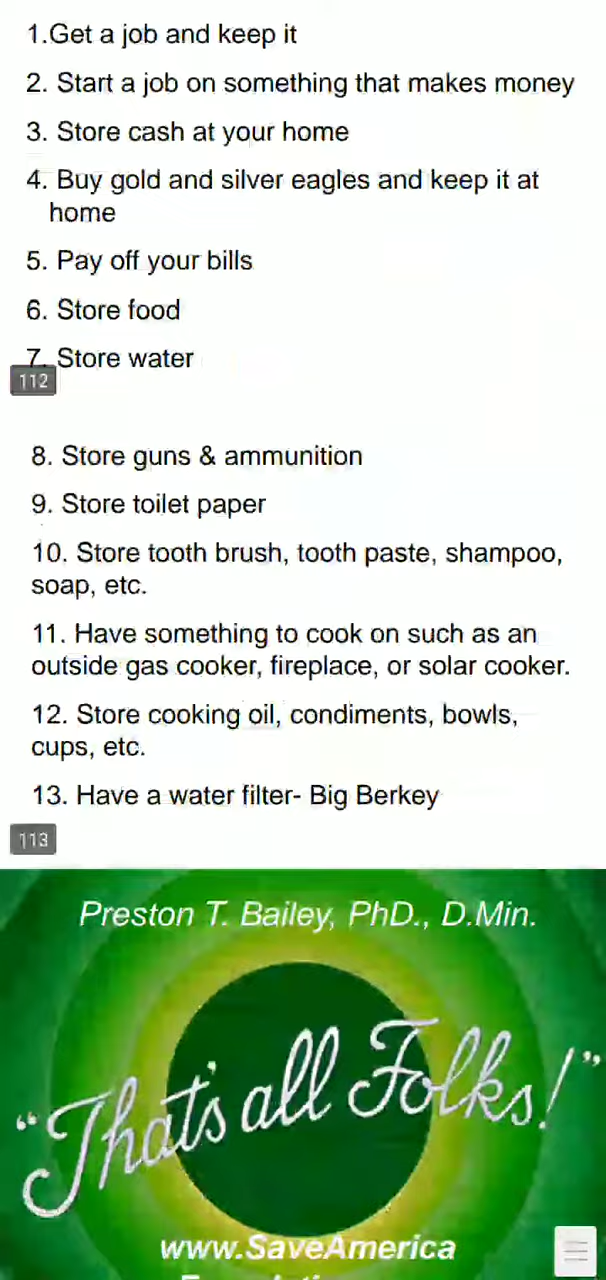 1.Get a job and keep it
2. Start a job on something that makes money
3. Store cash at your home
4. Buy gold and silver eagles and keep it at
home
5. Pay off your bills
6. Store food
7. Store water
112
8. Store guns & ammunition
9. Store toilet paper
10. Store tooth brush, tooth paste, shampoo,
soap, etc.
11. Have something to cook on such as an
outside gas cooker, fireplace, or solar cooker.
12. Store cooking oil, condiments, bowls,
cups, etc.
13. Have a water filter- Big Berkey
113
Preston T. Bailey, PhD., D.Min.
“That's all Folks!”
www.SaveAmerica